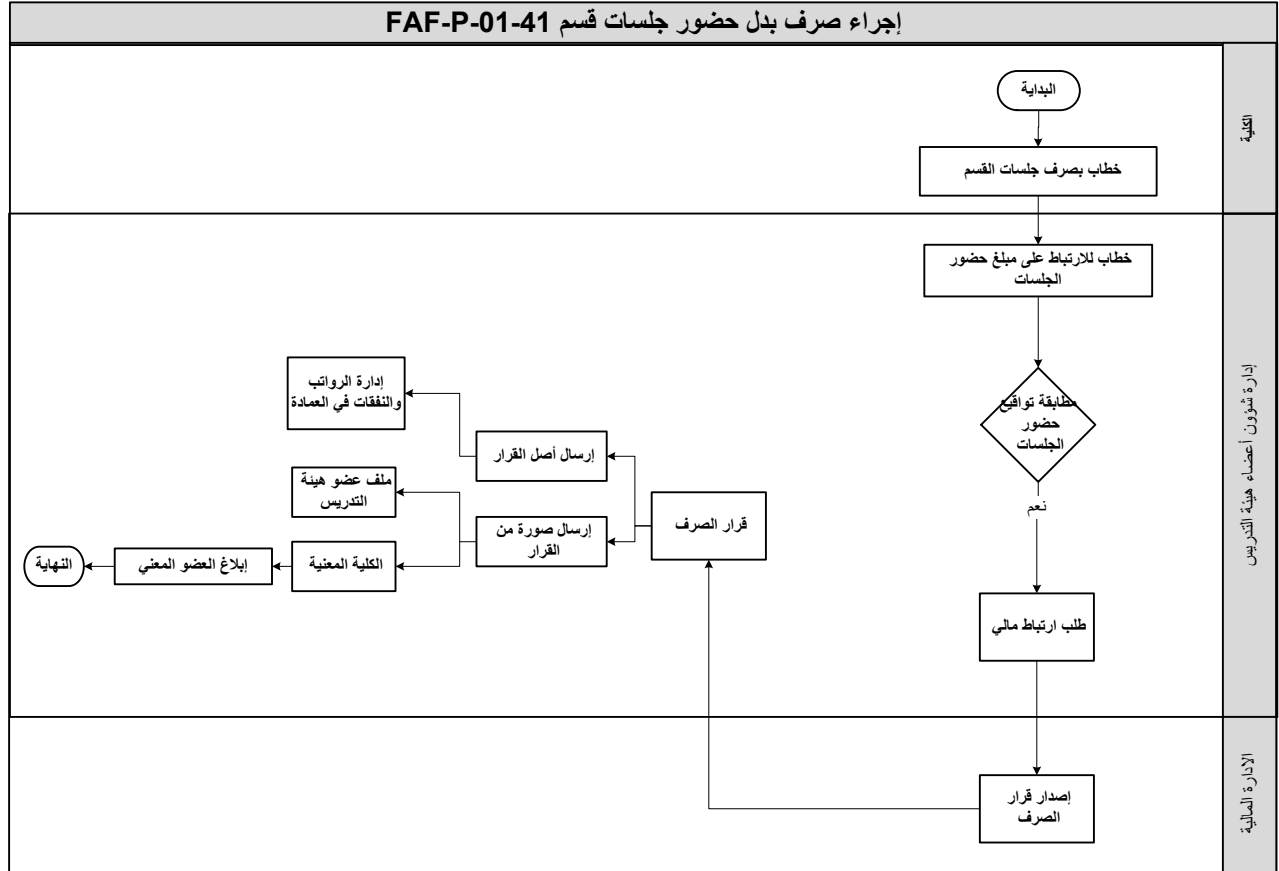 إجراء صرف بدل حضور جلسات قسم FAF-P-01-41
الكلية
البداية
خطاب بصرف جلسات القسم
إدارة شؤون أعضاء هيئة التدريس
خطاب للارتباط على مبلغ حضور
الجلسات
مطابقة تواقيع
حضور
الجلسات
نعم
طلب ارتباط مالي
الادارة المالية
إصدار قرار
الصرف
قرار الصرف
إرسال أصل القرار
إدارة الرواتب
والنفقات في العمادة
إرسال صورة من
القرار
ملف عضو هيئة
التدريس
الكلية المعنية
إبلاغ العضو المعني
النهاية